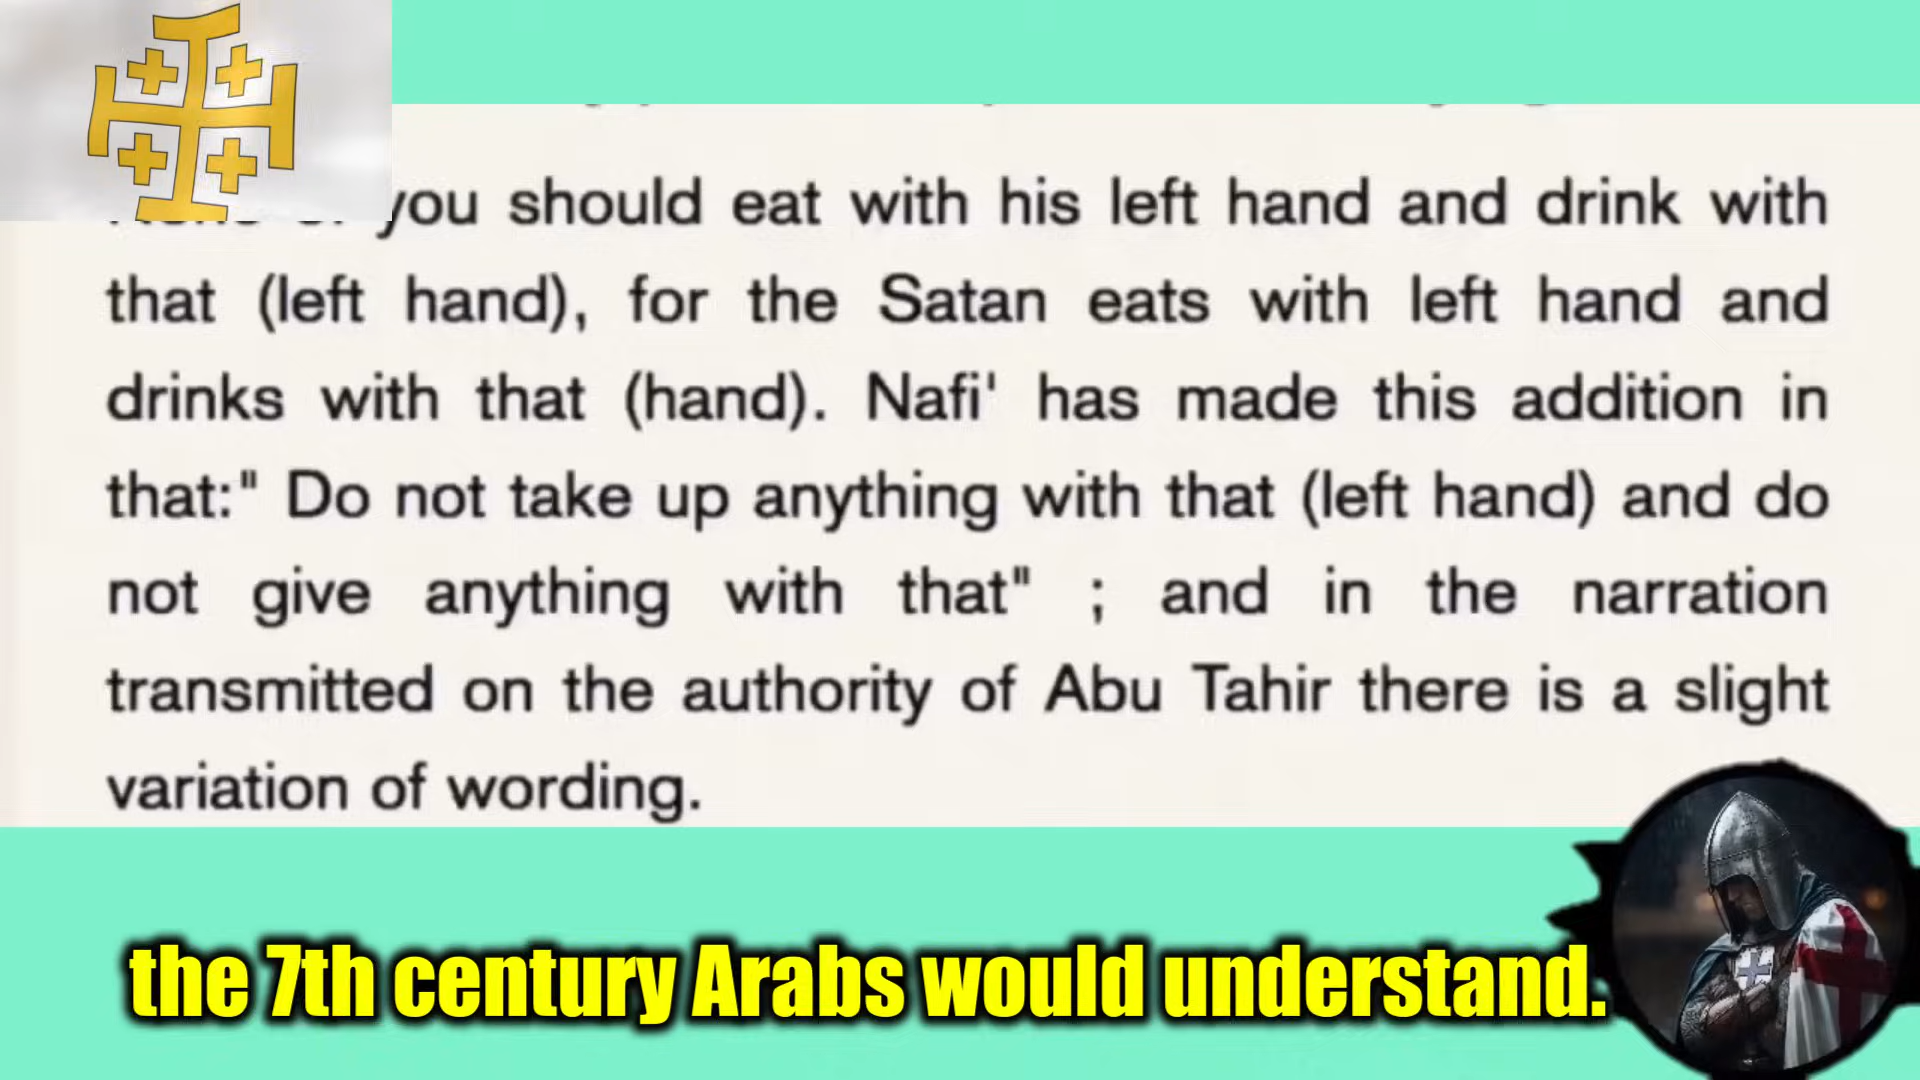 you should eat with his left hand and drink with
that (left hand), for the Satan eats with left hand and
drinks with that (hand). Nafi' has made this addition in
that:" Do not take up anything with that (left hand) and do
not give anything with that" ; and in the narration
transmitted on the authority of Abu Tahir there is a slight
variation of wording.
the 7th century Arabs would understand.